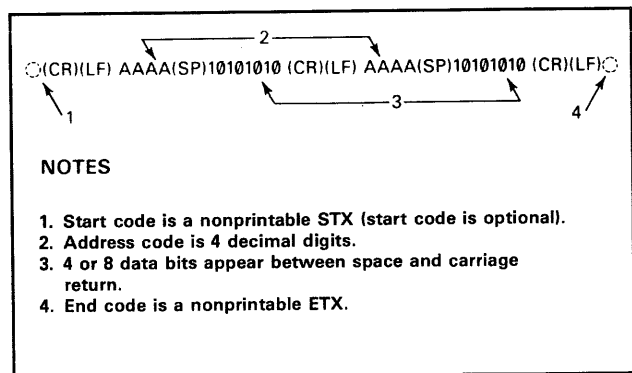 2
(CR)(LF) AAAA(SP)10101010 (CR)(LF) AAAA(SP)10101010 (CR)(LF)
1
3
4
NOTES
1. Start code is a nonprintable STX (start code is optional).
2. Address code is 4 decimal digits.
3. 4 or 8 data bits appear between space and carriage
return.
4. End code is a nonprintable ETX.